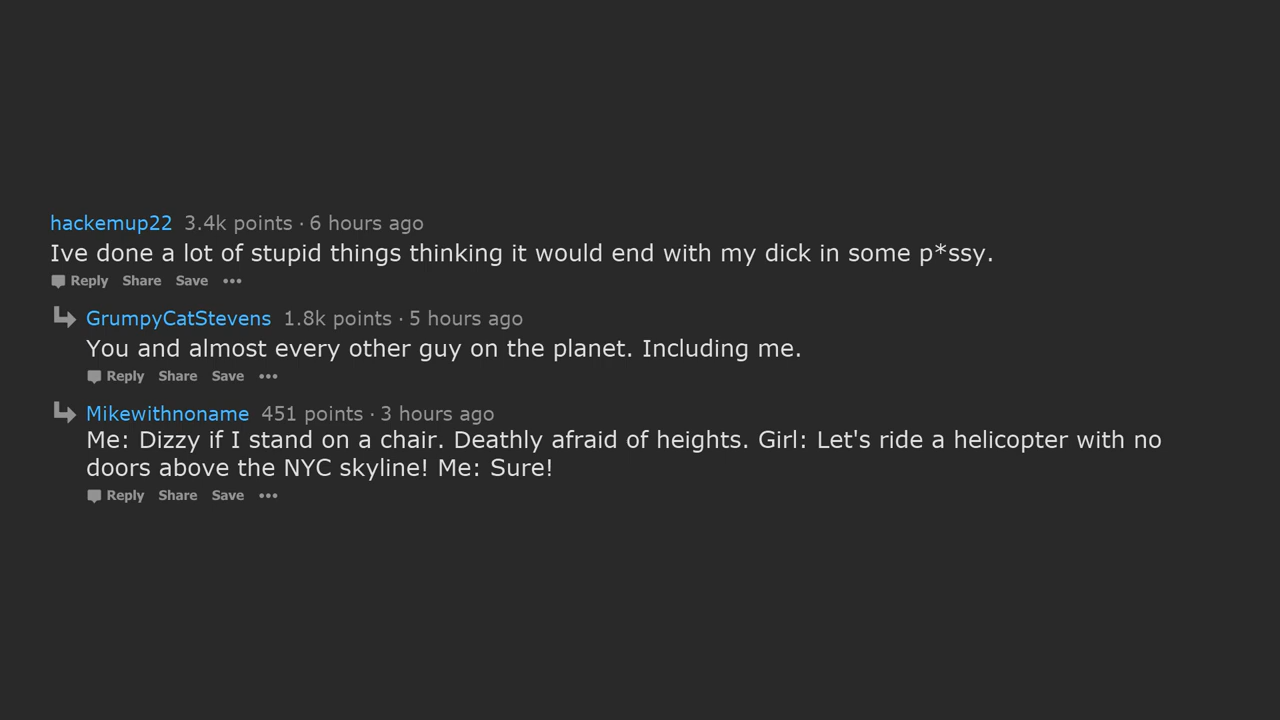 hackemup22 3.4k points · 6 hours ago
Ive done a lot of stupid things thinking it would end with my dick in some p*ssy.
Reply Share Save •••
GrumpyCatStevens 1.8k points · 5 hours ago
You and almost every other guy on the planet. Including me.
Reply Share Save •••
Mikewithnoname 451 points · 3 hours ago
Me: Dizzy if I stand on a chair. Deathly afraid of heights. Girl: Let's ride a helicopter with no
doors above the NYC skyline! Me: Sure!
Reply Share Save •••